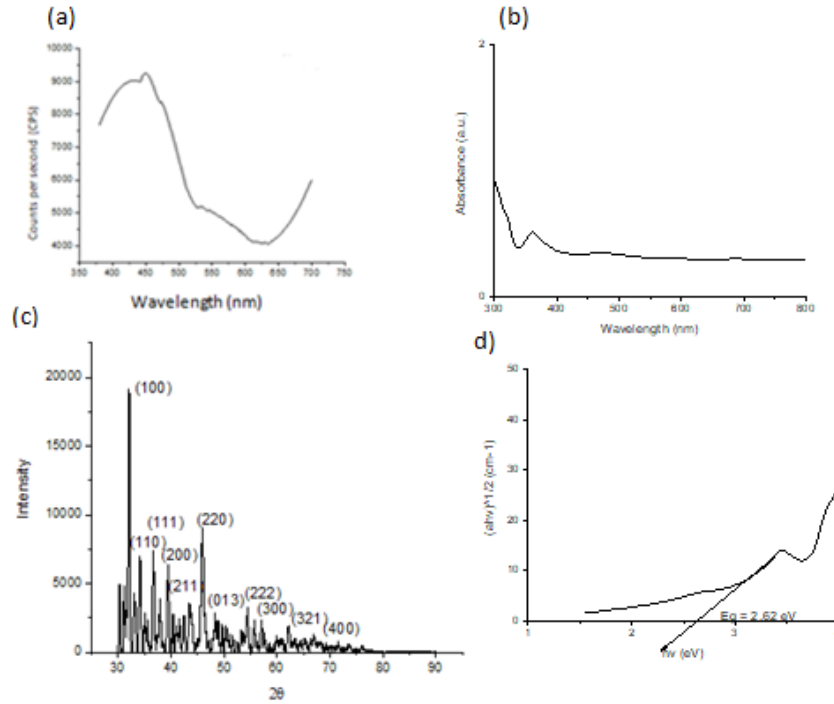 (a)
10000
9000
8000
7000
6000
5000
4000
Counts per second (CPS)
350 400 450 500 550 600 650 700 750
Wavelength (nm)
(b)
2
Absorbance (a.u.)
0
300 400 500 600 700 800
Wavelength (nm)
(c)
20000
15000
10000
5000
0
Intensity
(100)
(110)
(111)
(200)
(211)
(220)
(013)
(222)
(300)
(321)
(400)
30 40 50 60 70 80 90
2θ
d)
50
40
30
20
10
0
(ahv)^1/2 (cm-1)
Eg = 2.62 eV
1 2 3
hv (eV)